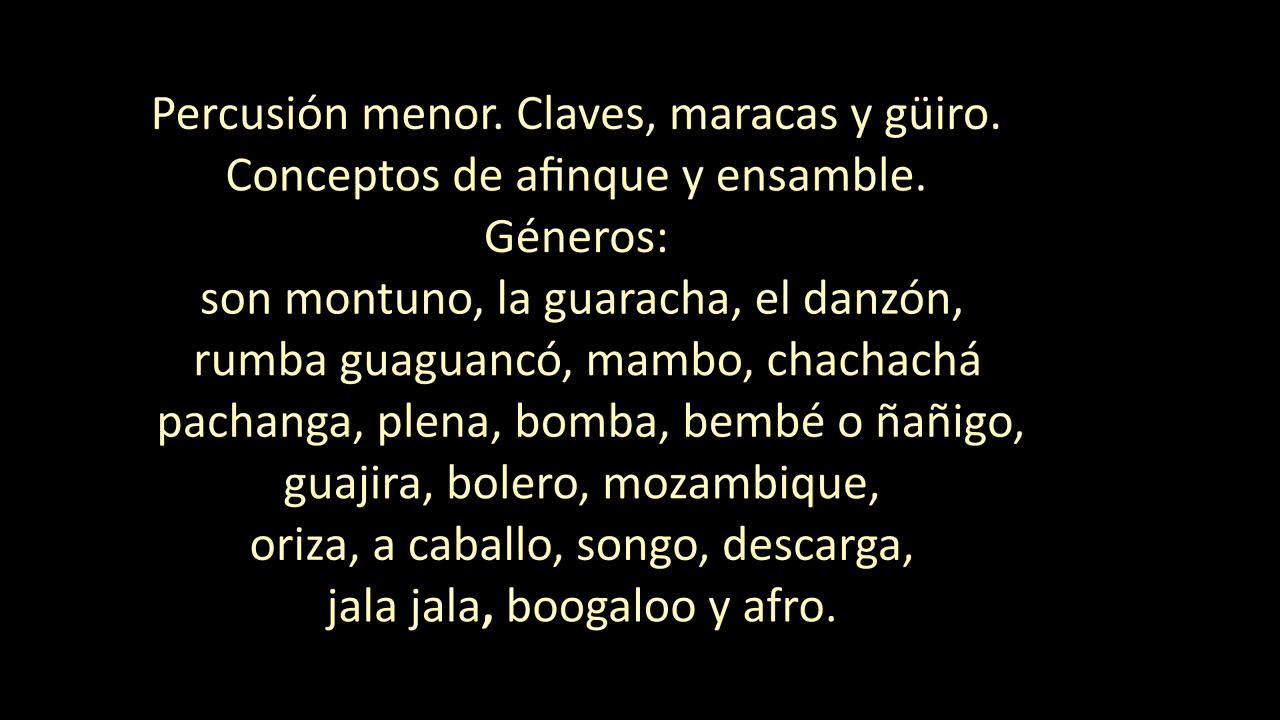 Percusión menor. Claves, maracas y güiro.
Conceptos de afinque y ensamble.
Géneros:
son montuno, la guaracha, el danzón,
rumba guaguancó, mambo, chachachá
pachanga, plena, bomba, bembé o ñañigo,
guajira, bolero, mozambique,
oriza, a caballo, songo, descarga,
jala jala, boogaloo y afro.